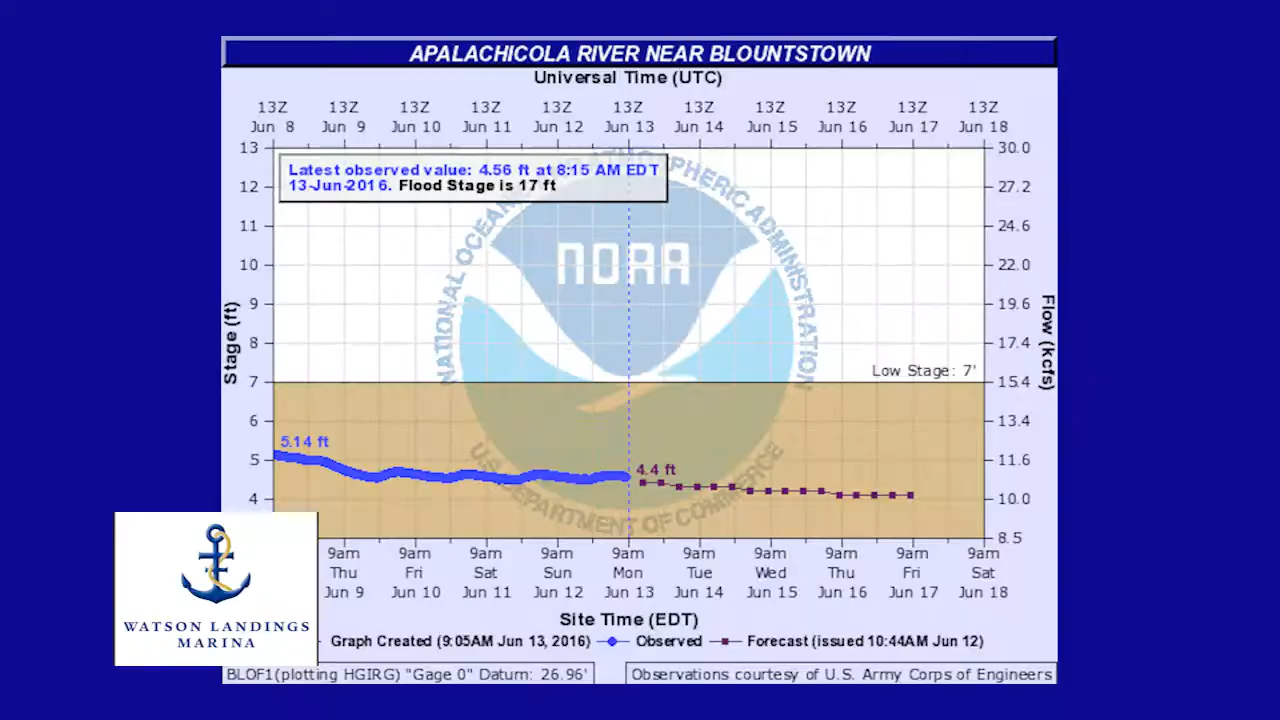 APALACHICOLA RIVER NEAR BLOUNTSTOWN
Universal Time (UTC)
13Z 13Z 13Z 13Z 13Z 13Z 13Z 13Z 13Z 13Z 13Z
Jun 8 Jun 9 Jun 10 Jun 11 Jun 12 Jun 13 Jun 14 Jun 15 Jun 16 Jun 17 Jun 18
13 30.0
Latest observed value: 4.56 ft at 8:15 AM EDT
13-Jun-2016. Flood Stage is 17 ft
12 27.2
11 24.6
10 22.0
9 19.6
8 17.4
7 15.4
6 13.4
5 11.6
4 10.0
8.5
Stage (ft)
Flow (kcfs)
NOAA
U.S. DEPARTMENT OF COMMERCE
Low Stage: 7'
5.14 ft
4.4 ft
9am 9am 9am 9am 9am 9am 9am 9am 9am 9am
Thu Fri Sat Sun Mon Tue Wed Thu Fri Sat
Jun 9 Jun 10 Jun 11 Jun 12 Jun 13 Jun 14 Jun 15 Jun 16 Jun 17 Jun 18
Site Time (EDT)
WATSON LANDINGS
MARINA
Graph Created (9:05AM Jun 13, 2016) Observed Forecast (issued 10:44AM Jun 12)
BLOF1(plotting HGIRG) "Gage 0" Datum: 26.96' Observations courtesy of U.S. Army Corps of Engineers